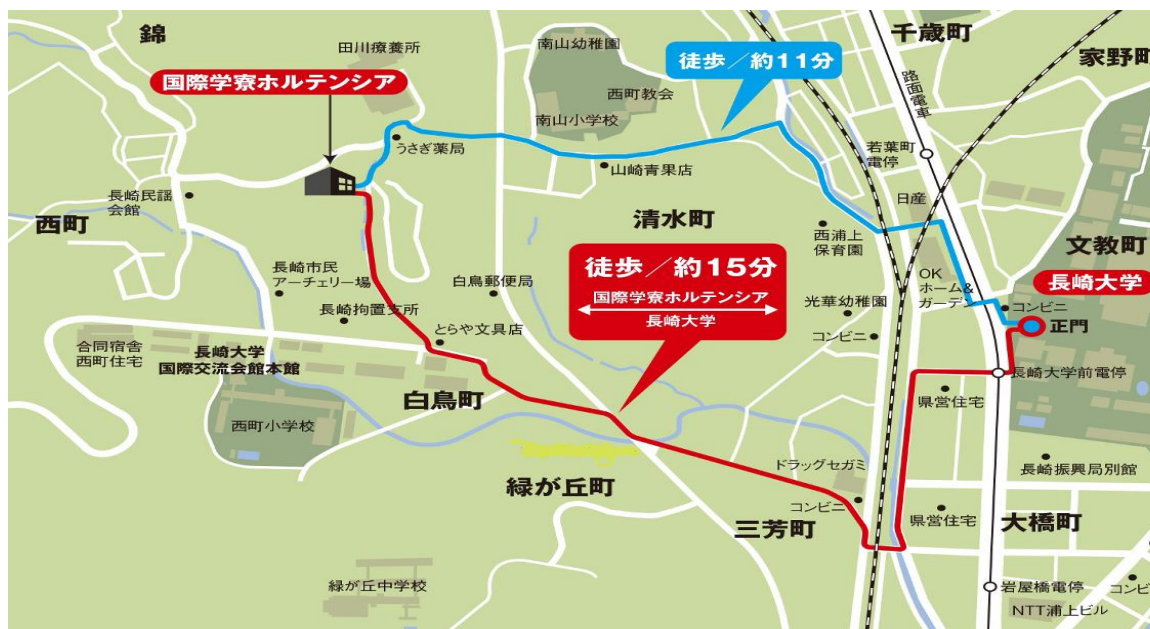 錦
田川療養所
国際学寮ホルテンシア
南山幼稚園
西町教会
南山小学校
徒歩/約11分
千歳町
家野町
路面電車
うさぎ薬局
山崎青果店
若葉町
電停
日産
長崎民謡
会館
西町
清水町
西浦上
保育園
文教町
長崎大学
OK
ホーム&
ガーデン
コンビニ
正門
長崎市民
アーチェリー場
白鳥郵便局
徒歩/約15分
国際学寮ホルテンシア
長崎大学
光華幼稚園
コンビニ
長崎拘置支所
とらや文具店
合同宿舎
西町住宅
長崎大学
国際交流会館本館
白鳥町
長崎大学前電停
県営住宅
西町小学校
緑が丘町
ドラッグセガミ
コンビニ
長崎振興局別館
県営住宅
三芳町
大橋町
緑が丘中学校
岩屋橋電停
コンビ
NTT浦上ビル